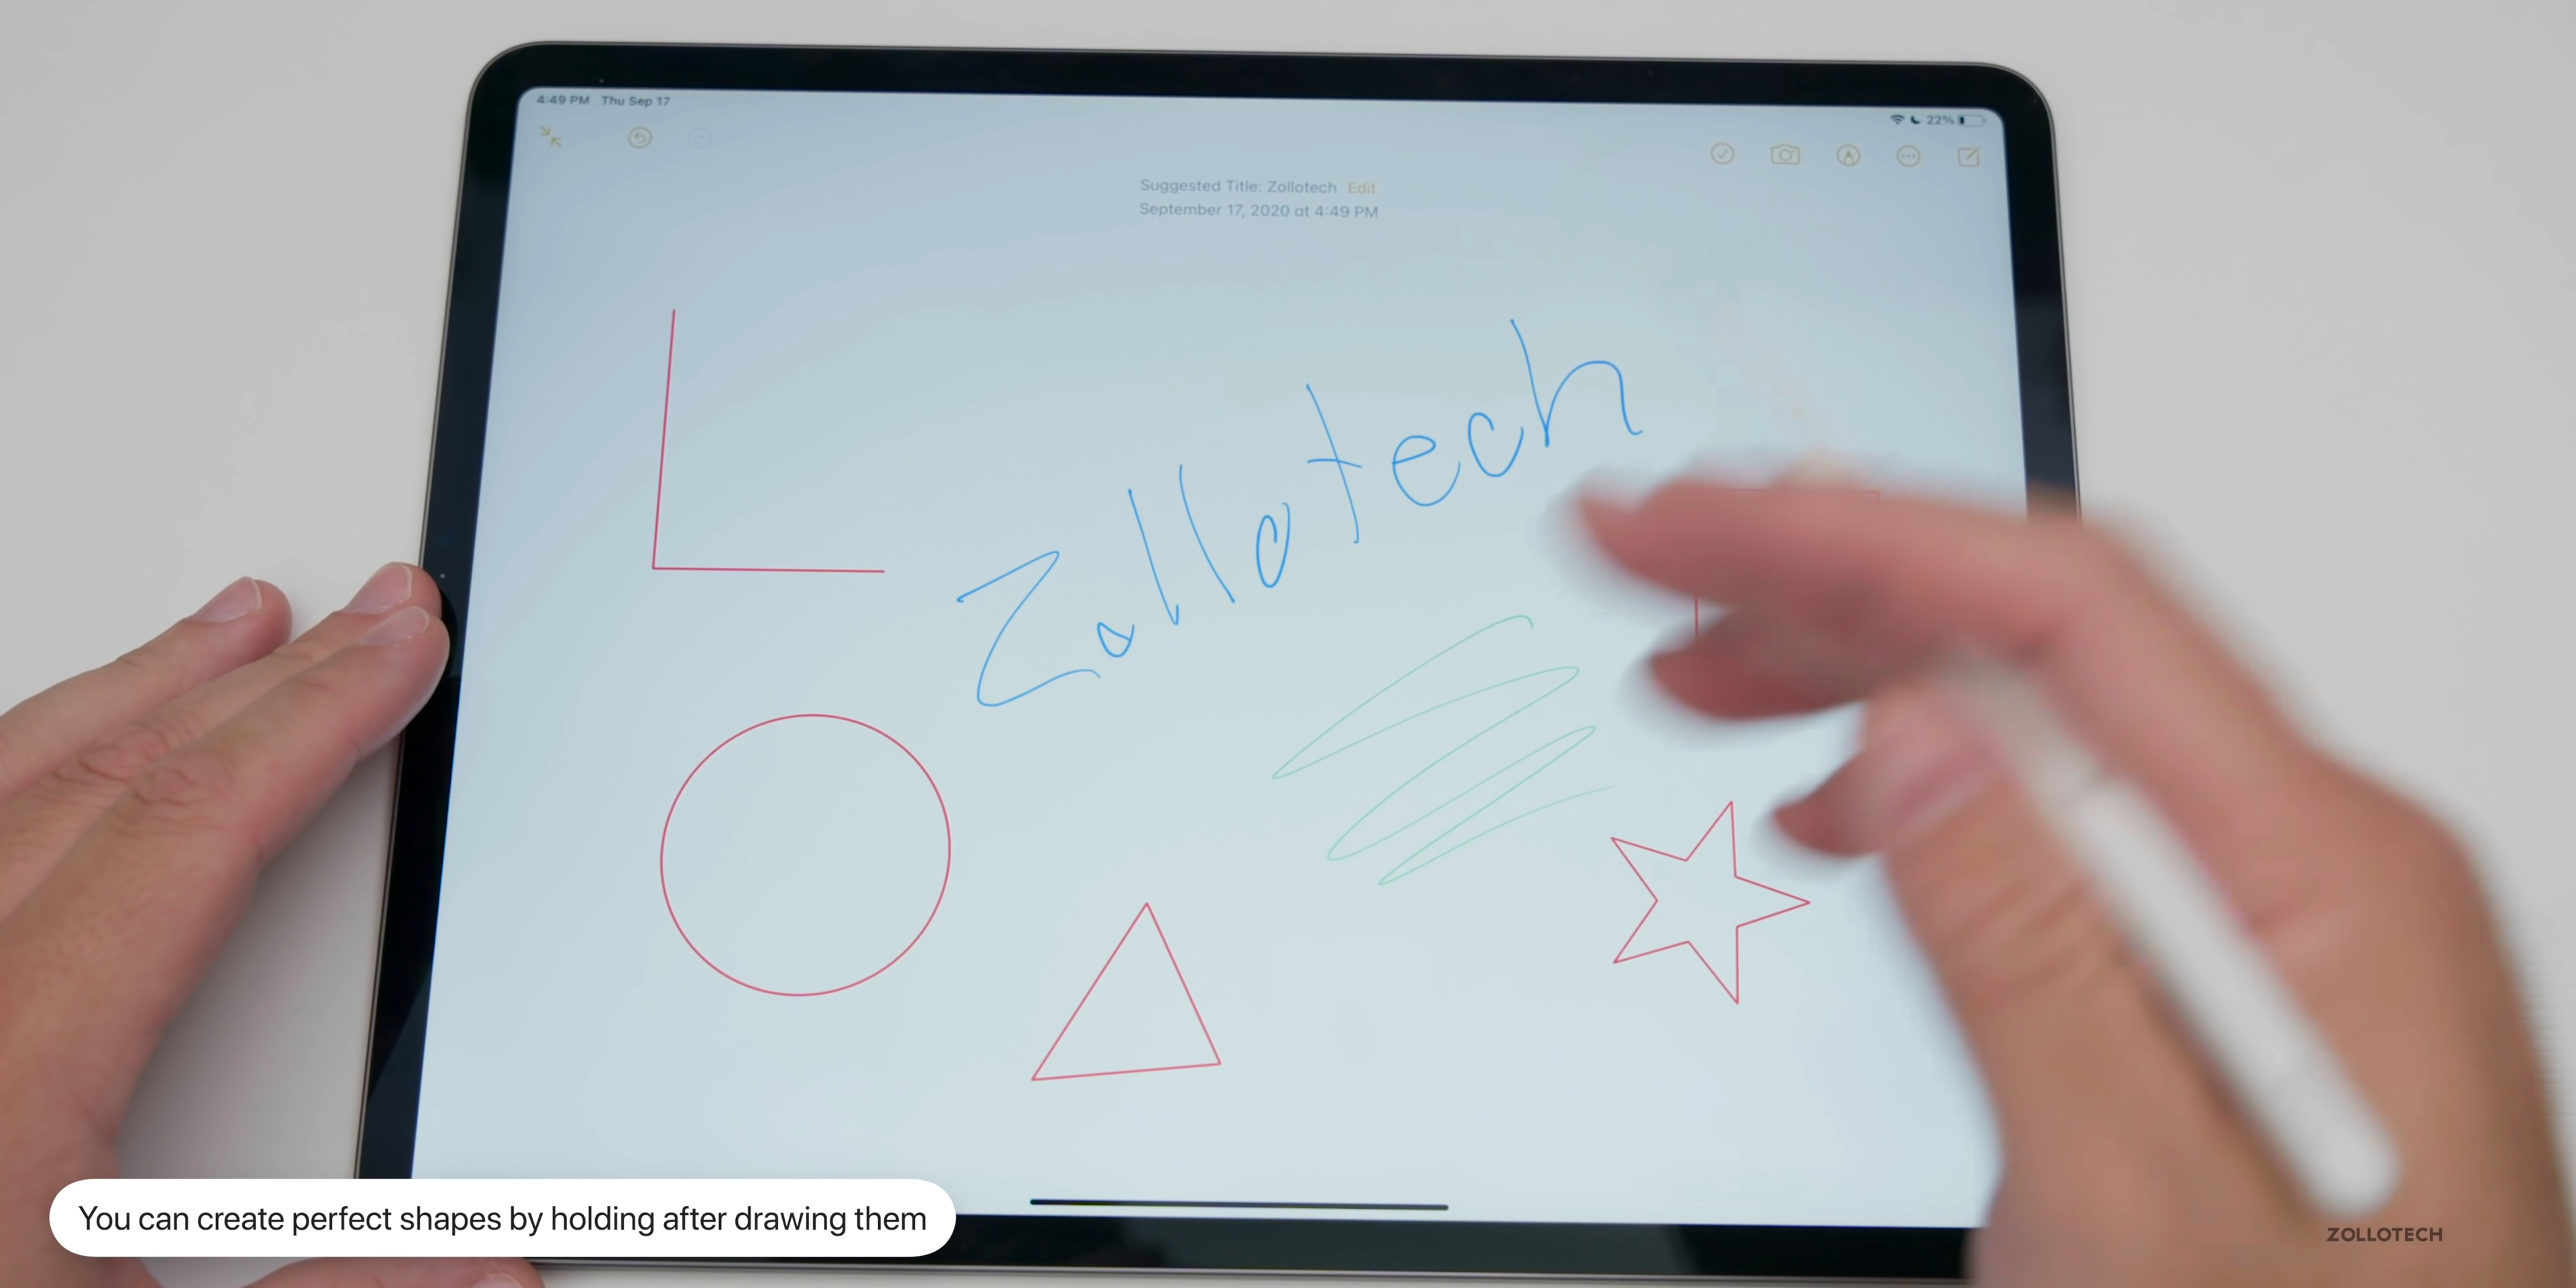 4:49 PM Thu Sep 17
22%
Suggested Title: Zollotech Edit
September 17, 2020 at 4:49 PM
Zollotech
You can create perfect shapes by holding after drawing them
ZOLLOTECH